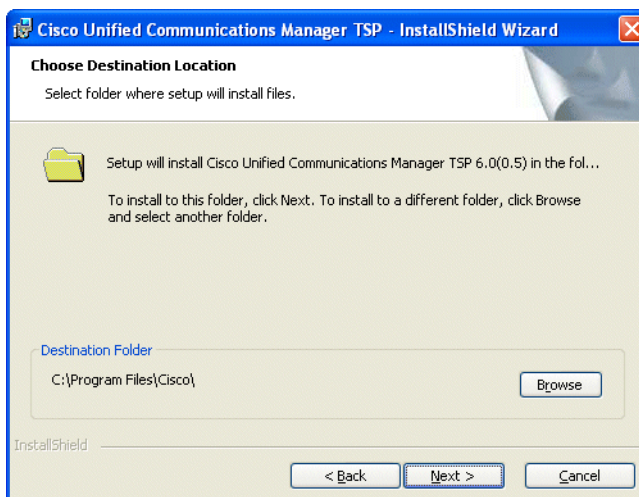 Cisco Unified Communications Manager TSP - InstallShield Wizard
Choose Destination Location
Select folder where setup will install files.
Setup will install Cisco Unified Communications Manager TSP 6.0(0.5) in the fol...
To install to this folder, click Next. To install to a different folder, click Browse
and select another folder.
Destination Folder
C:\Program Files\Cisco\
Browse
InstallShield
< Back
Next >
Cancel